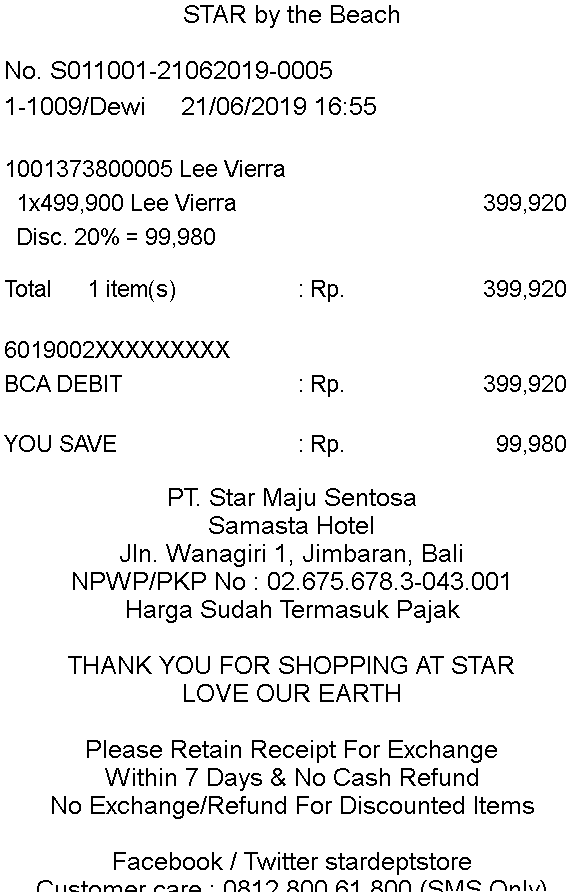 STAR by the Beach
No. S011001-21062019-0005
1-1009/Dewi 21/06/2019 16:55
1001373800005 Lee Vierra
1x499,900 Lee Vierra 399,920
Disc. 20% = 99,980
Total 1 item(s) : Rp. 399,920
6019002XXXXXXXXX
BCA DEBIT : Rp. 399,920
YOU SAVE : Rp. 99,980
PT. Star Maju Sentosa
Samasta Hotel
Jln. Wanagiri 1, Jimbaran, Bali
NPWP/PKP No : 02.675.678.3-043.001
Harga Sudah Termasuk Pajak
THANK YOU FOR SHOPPING AT STAR
LOVE OUR EARTH
Please Retain Receipt For Exchange
Within 7 Days & No Cash Refund
No Exchange/Refund For Discounted Items
Facebook / Twitter stardeptstore
Customer care : 0812 800 61 800 (SMS Only)